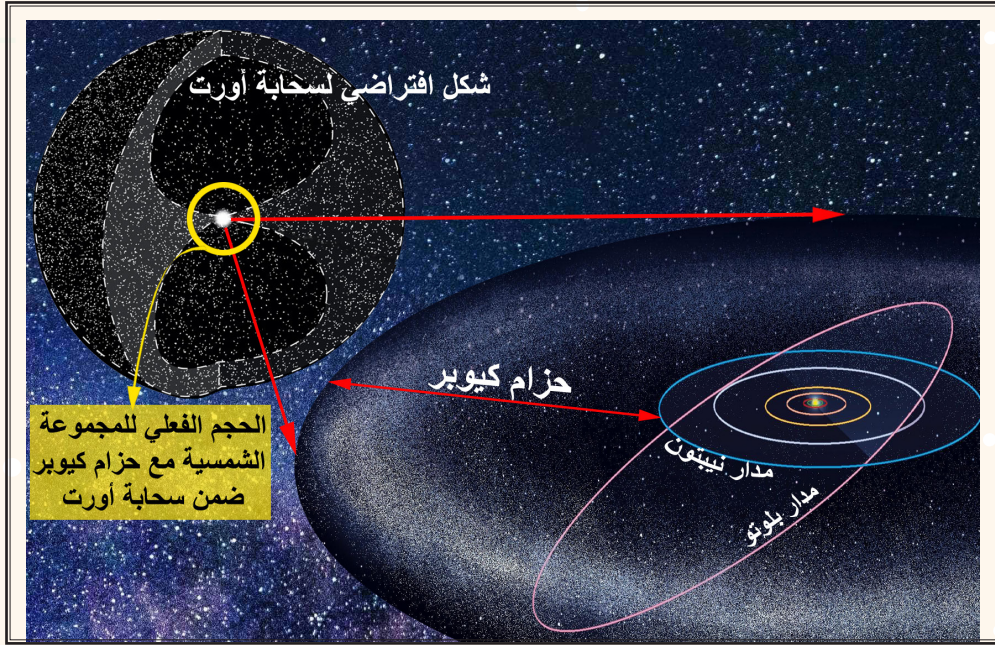 شكل افتراضي لسحابة أورت
حزام كيوبر
مدار نيبتون
مدار بلوتو
الحجم الفعلي للمجموعة
الشمسية مع حزام كيوبر
ضمن سحابة أورت